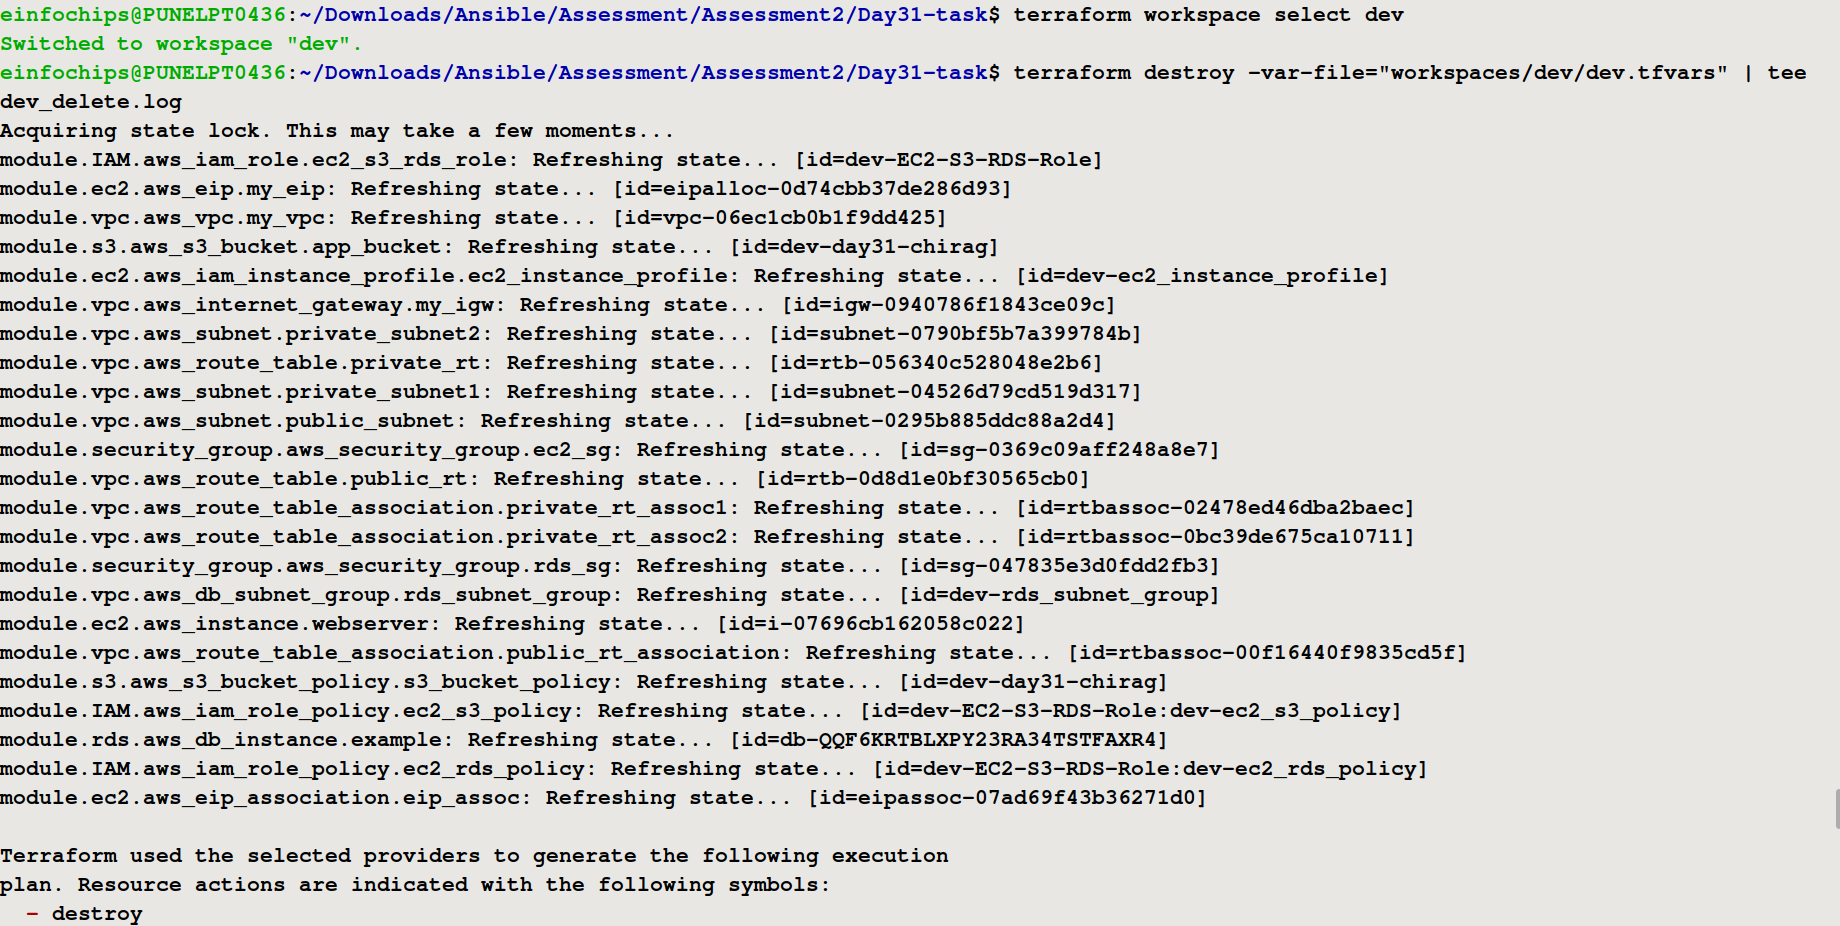 einfochips@PUNELPT0436:~/Downloads/Ansible/Assessment/Assessment2/Day31-task$ terraform workspace select dev
Switched to workspace "dev".
einfochips@PUNELPT0436:~/Downloads/Ansible/Assessment/Assessment2/Day31-task$ terraform destroy -var-file="workspaces/dev/dev.tfvars" | tee
dev_delete.log
Acquiring state lock. This may take a few moments...
module.IAM.aws_iam_role.ec2_s3_rds_role: Refreshing state... [id=dev-EC2-S3-RDS-Role]
module.ec2.aws_eip.my_eip: Refreshing state... [id=eipalloc-0d74cbb37de286d93]
module.vpc.aws_vpc.my_vpc: Refreshing state... [id=vpc-06ec1cb0b1f9dd425]
module.s3.aws_s3_bucket.app_bucket: Refreshing state... [id=dev-day31-chirag]
module.ec2.aws_iam_instance_profile.ec2_instance_profile: Refreshing state... [id=dev-ec2_instance_profile]
module.vpc.aws_internet_gateway.my_igw: Refreshing state... [id=igw-0940786f1843ce09c]
module.vpc.aws_subnet.private_subnet2: Refreshing state... [id=subnet-0790bf5b7a399784b]
module.vpc.aws_route_table.private_rt: Refreshing state... [id=rtb-056340c528048e2b6]
module.vpc.aws_subnet.private_subnet1: Refreshing state... [id=subnet-04526d79cd519d317]
module.vpc.aws_subnet.public_subnet: Refreshing state... [id=subnet-0295b885ddc88a2d4]
module.security_group.aws_security_group.ec2_sg: Refreshing state... [id=sg-0369c09aff248a8e7]
module.vpc.aws_route_table.public_rt: Refreshing state... [id=rtb-0d8d1e0bf30565cb0]
module.vpc.aws_route_table_association.private_rt_assoc1: Refreshing state... [id=rtbassoc-02478ed46dba2baec]
module.vpc.aws_route_table_association.private_rt_assoc2: Refreshing state... [id=rtbassoc-0bc39de675ca10711]
module.security_group.aws_security_group.rds_sg: Refreshing state... [id=sg-047835e3d0fdd2fb3]
module.vpc.aws_db_subnet_group.rds_subnet_group: Refreshing state... [id=dev-rds_subnet_group]
module.ec2.aws_instance.webserver: Refreshing state... [id=i-07696cb162058c022]
module.vpc.aws_route_table_association.public_rt_association: Refreshing state... [id=rtbassoc-00f16440f9835cd5f]
module.s3.aws_s3_bucket_policy.s3_bucket_policy: Refreshing state... [id=dev-day31-chirag]
module.IAM.aws_iam_role_policy.ec2_s3_policy: Refreshing state... [id=dev-EC2-S3-RDS-Role:dev-ec2_s3_policy]
module.rds.aws_db_instance.example: Refreshing state... [id=db-QQF6KRTBLXPY23RA34TSTFAXR4]
module.IAM.aws_iam_role_policy.ec2_rds_policy: Refreshing state... [id=dev-EC2-S3-RDS-Role:dev-ec2_rds_policy]
module.ec2.aws_eip_association.eip_assoc: Refreshing state... [id=eipassoc-07ad69f43b36271d0]
Terraform used the selected providers to generate the following execution
plan. Resource actions are indicated with the following symbols:
- destroy